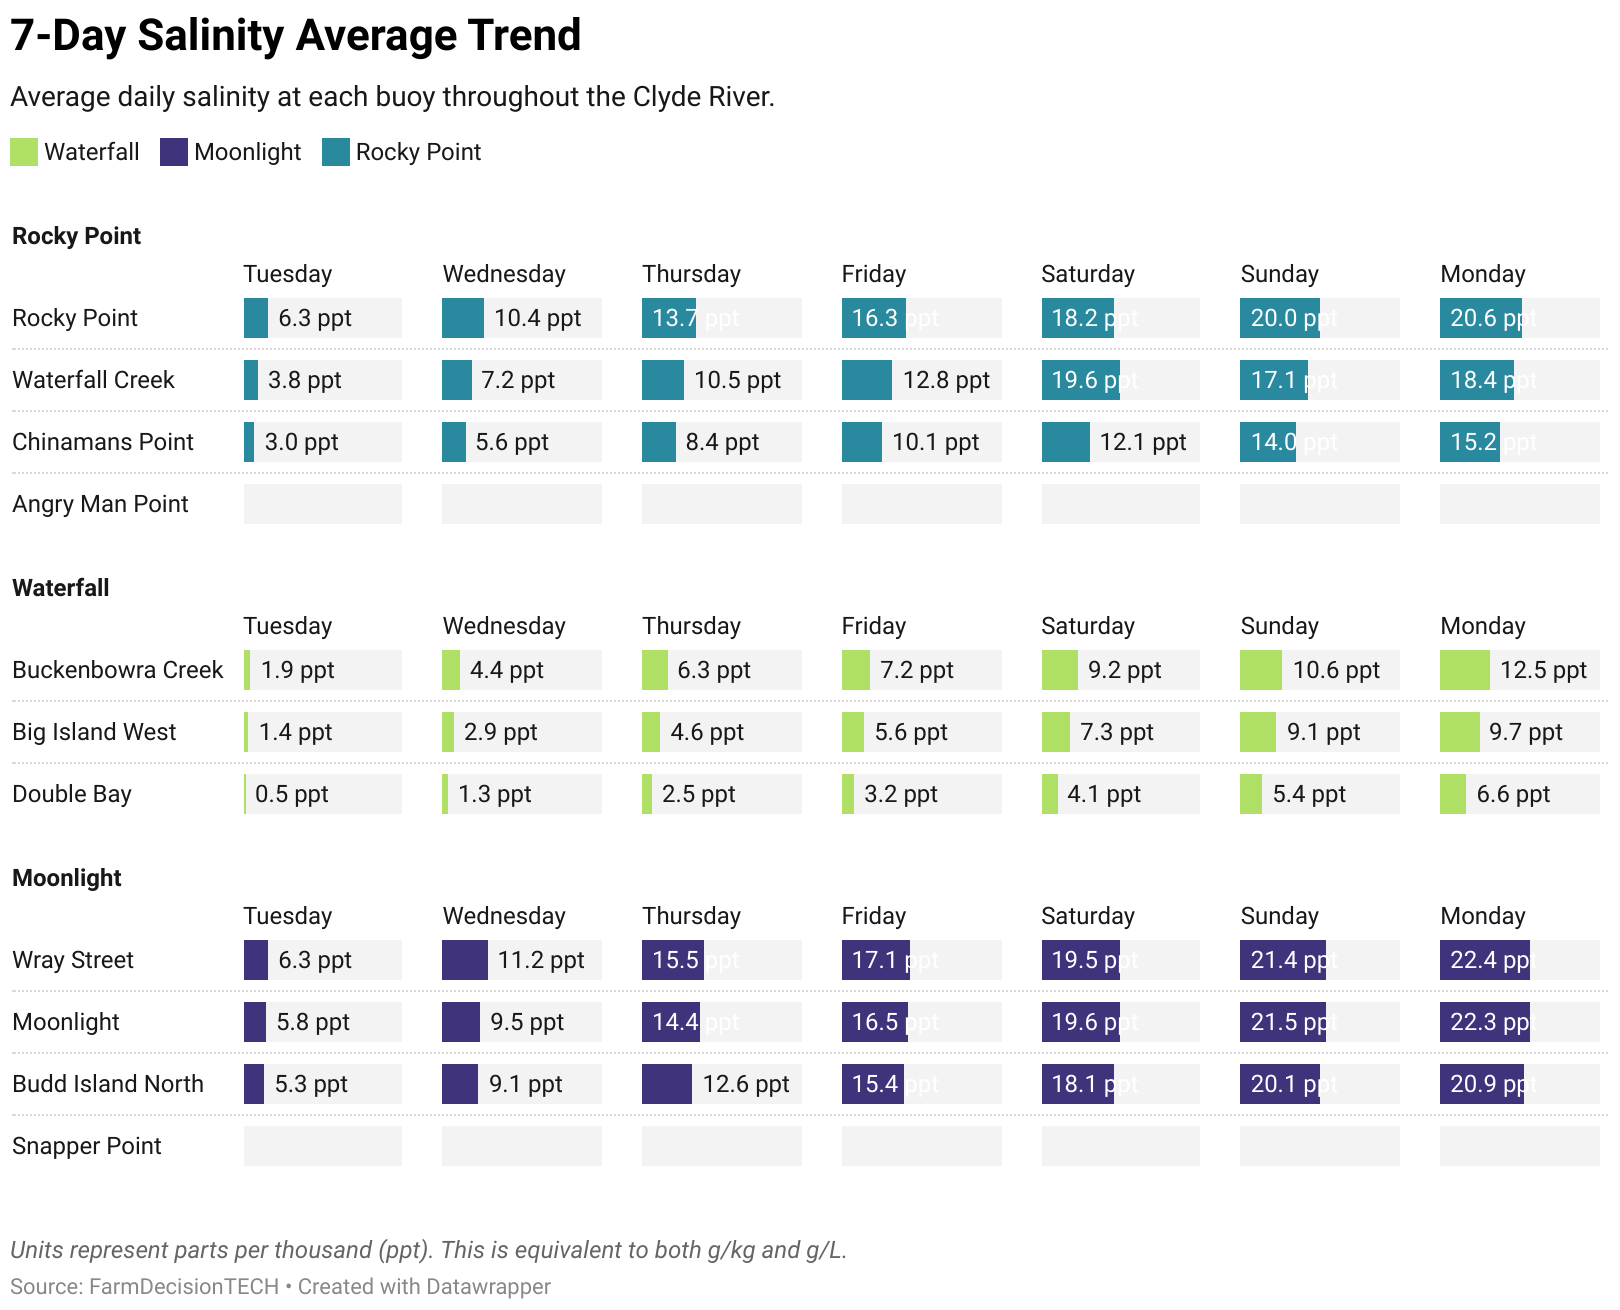 7-Day Salinity Average Trend
Average daily salinity at each buoy throughout the Clyde River.
Waterfall Moonlight Rocky Point
Rocky Point
Tuesday Wednesday Thursday Friday Saturday Sunday Monday
Rocky Point 6.3 ppt 10.4 ppt 13.7 ppt 16.3 ppt 18.2 ppt 20.0 ppt 20.6 ppt
Waterfall Creek 3.8 ppt 7.2 ppt 10.5 ppt 12.8 ppt 19.6 ppt 17.1 ppt 18.4 ppt
Chinamans Point 3.0 ppt 5.6 ppt 8.4 ppt 10.1 ppt 12.1 ppt 14.0 ppt 15.2 ppt
Angry Man Point
Waterfall
Tuesday Wednesday Thursday Friday Saturday Sunday Monday
Buckenbowra Creek 1.9 ppt 4.4 ppt 6.3 ppt 7.2 ppt 9.2 ppt 10.6 ppt 12.5 ppt
Big Island West 1.4 ppt 2.9 ppt 4.6 ppt 5.6 ppt 7.3 ppt 9.1 ppt 9.7 ppt
Double Bay 0.5 ppt 1.3 ppt 2.5 ppt 3.2 ppt 4.1 ppt 5.4 ppt 6.6 ppt
Moonlight
Tuesday Wednesday Thursday Friday Saturday Sunday Monday
Wray Street 6.3 ppt 11.2 ppt 15.5 ppt 17.1 ppt 19.5 ppt 21.4 ppt 22.4 ppt
Moonlight 5.8 ppt 9.5 ppt 14.4 ppt 16.5 ppt 19.6 ppt 21.5 ppt 22.3 ppt
Budd Island North 5.3 ppt 9.1 ppt 12.6 ppt 15.4 ppt 18.1 ppt 20.1 ppt 20.9 ppt
Snapper Point
Units represent parts per thousand (ppt). This is equivalent to both g/kg and g/L.
Source: FarmDecisionTECH • Created with Datawrapper